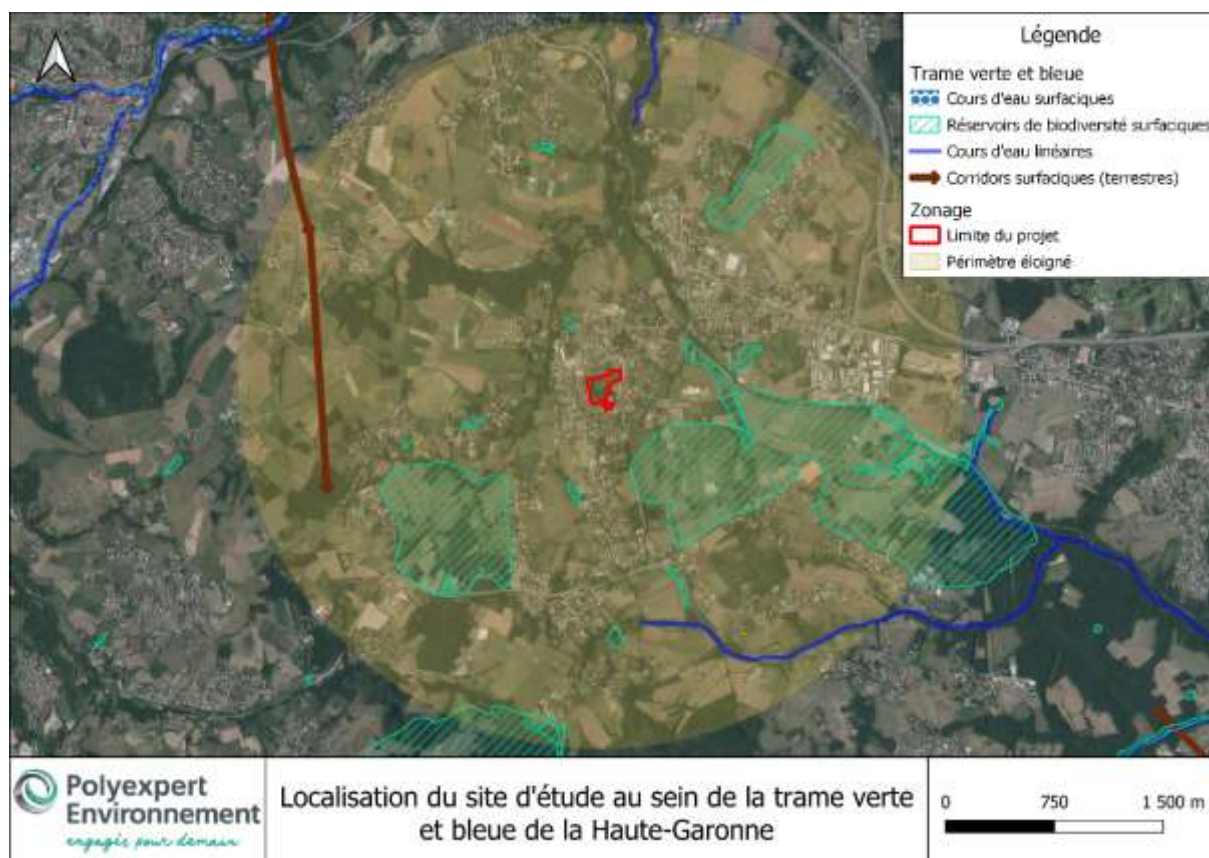 Légende
Trame verte et bleue
Cours d'eau surfaciques
Réservoirs de biodiversité surfaciques
Cours d'eau linéaires
Corridors surfaciques (terrestres)
Zonage
Limite du projet
Périmètre éloigné
Polyexpert
Environnement
engagés pour demain
Localisation du site d'étude au sein de la trame verte
et bleue de la Haute-Garonne
0 750 1 500 m